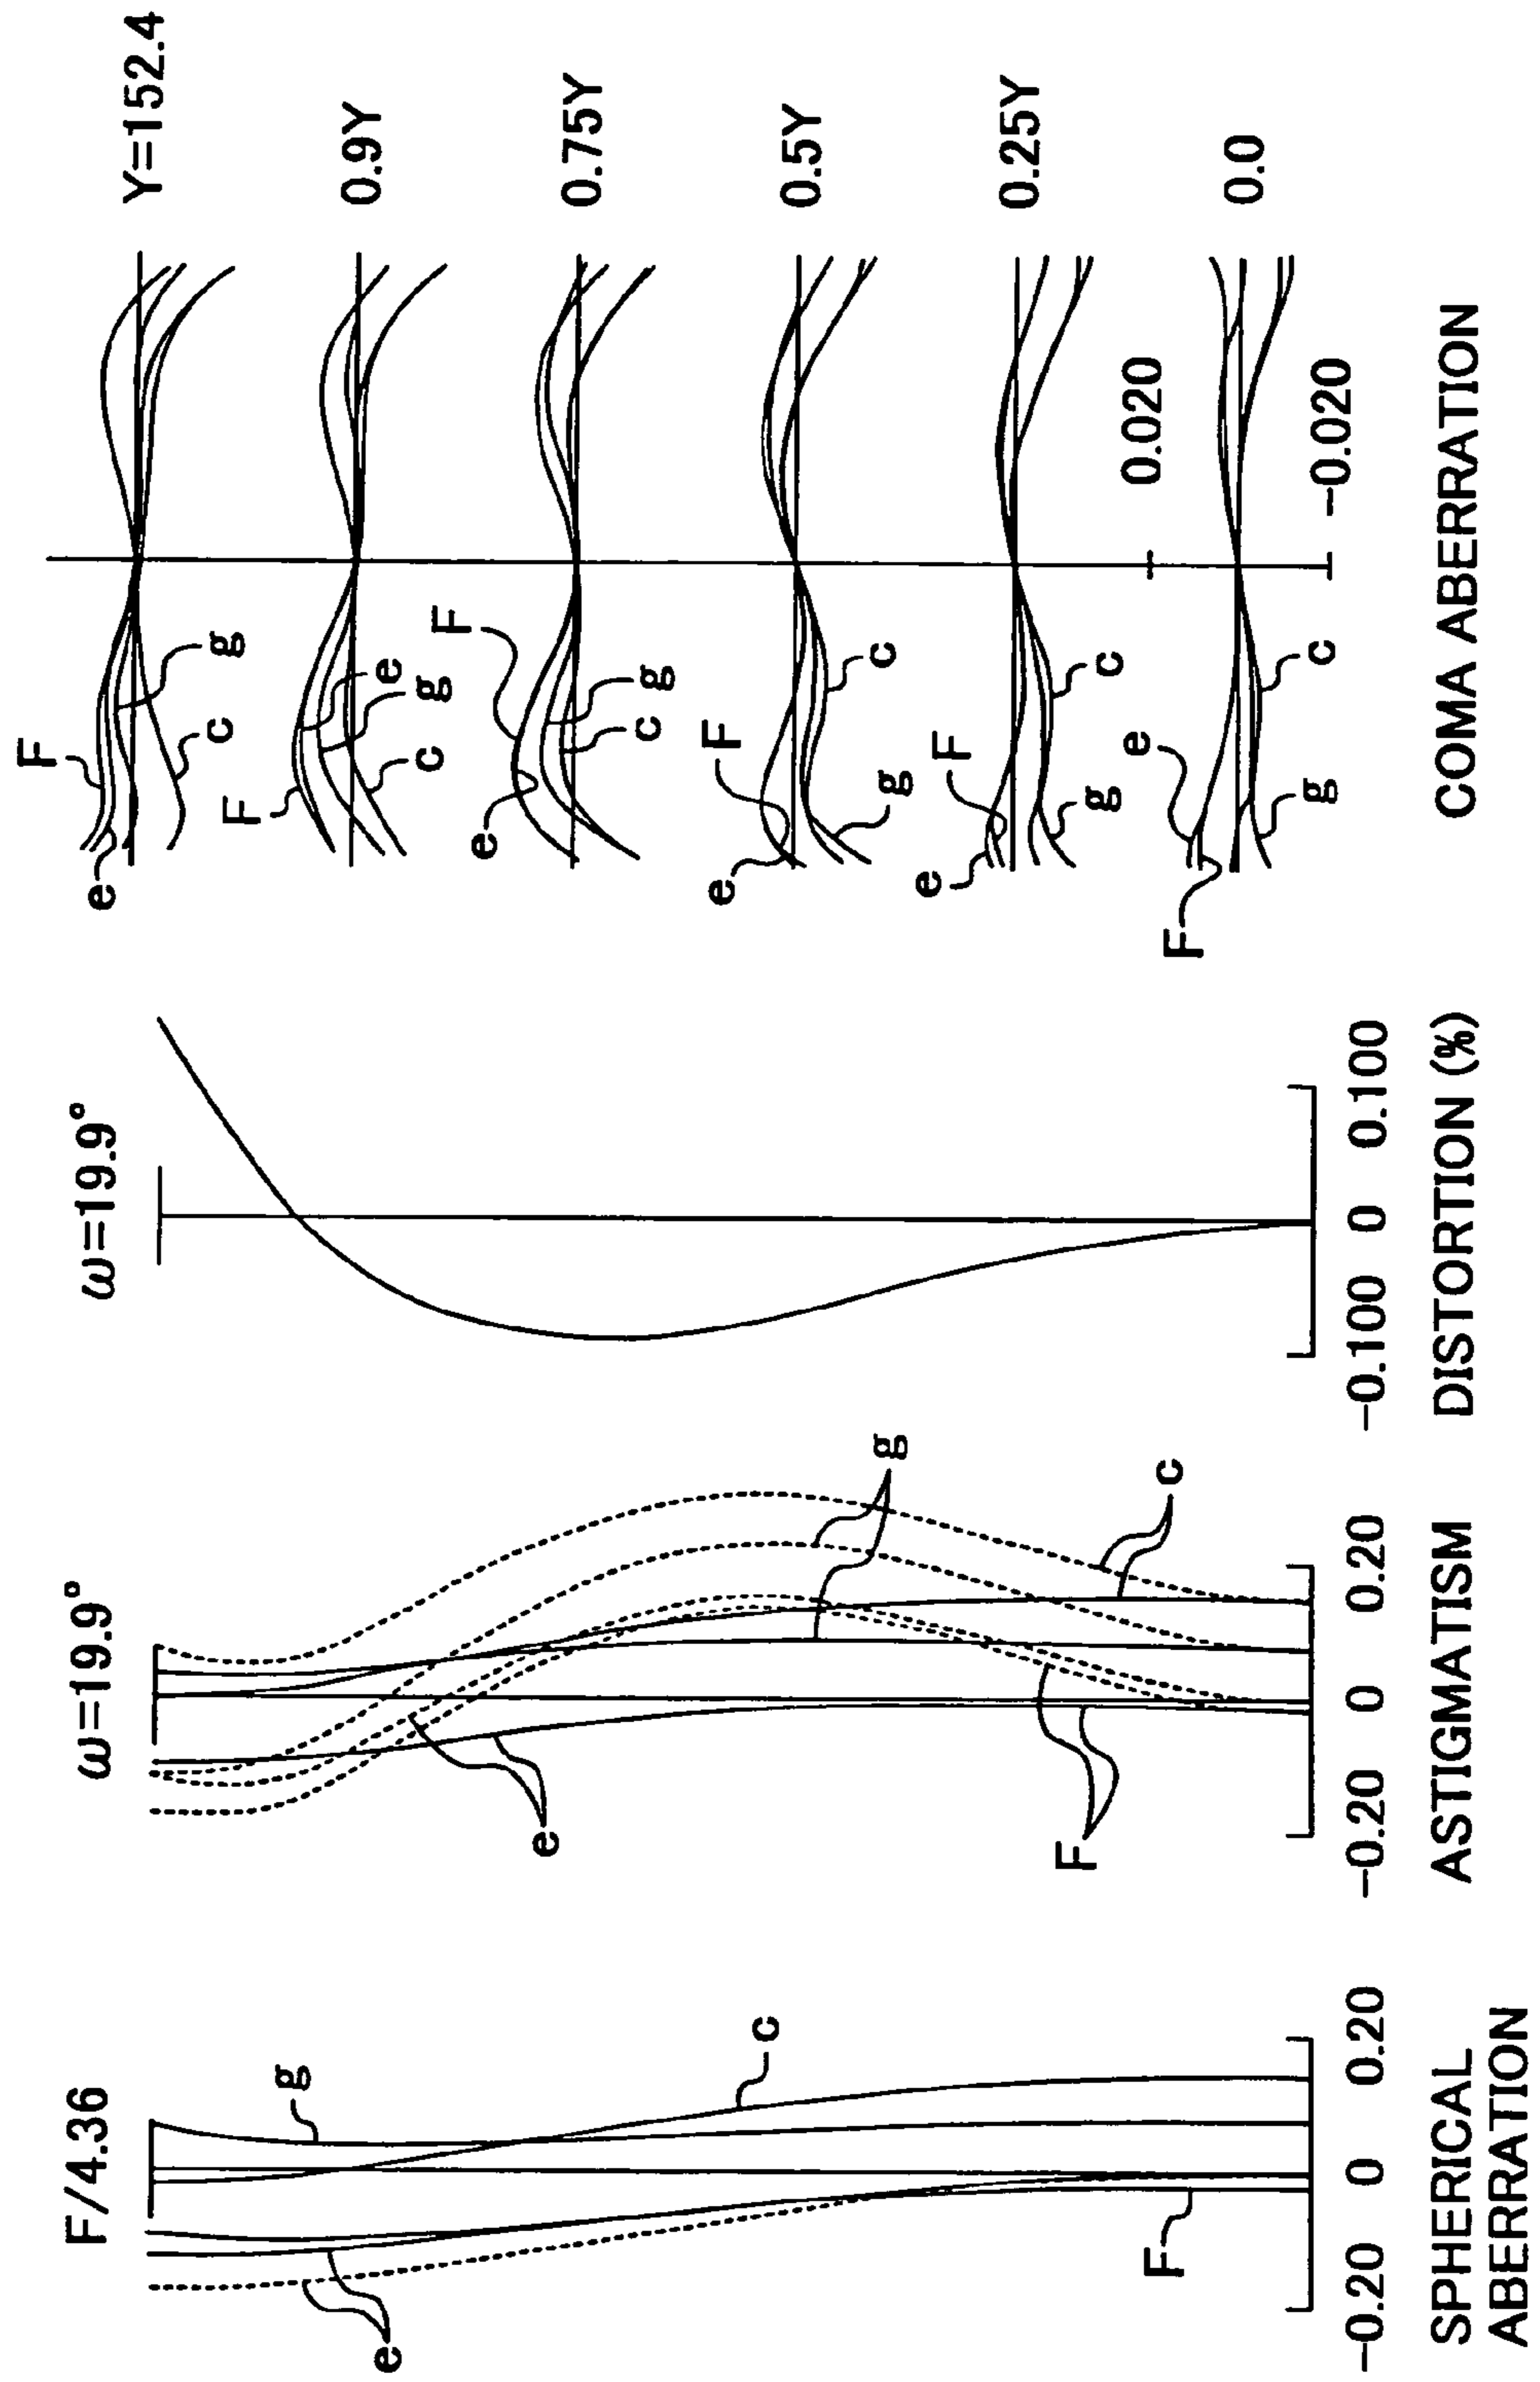 F/4.36
g
c
e
F
-0.20 0 0.20
SPHERICAL
ABERRATION
ω=19.9°
g
c
e
F
-0.20 0 0.20
ASTIGMATISM
ω=19.9°
-0.100 0 0.100
DISTORTION (%)
F
e
g
c
Y=152.4
F
e
g
c
0.9Y
F
e
g
c
0.75Y
F
e
g
c
0.5Y
F
e
g
c
0.25Y
e
F
g
c
0.0
0.020
-0.020
COMA ABERRATION